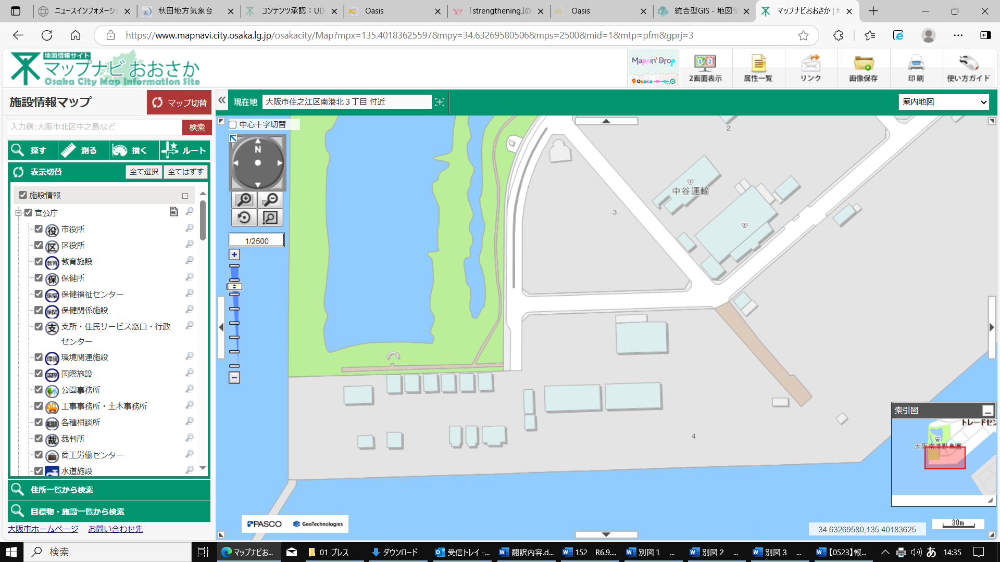 ニュースインフォメーシ
秋田地方気象台
コンテンツ承認：UD
Oasis
「strengthening」の
Oasis
統合型GIS - 地図情
マップナビおおさか | 地
https://www.mapnavi.city.osaka.lg.jp/osakacity/Map?mpx=135.40183625597&mpy=34.63269580506&mps=2500&mid=1&mtp=pfm&gprj=3
地図情報サイト
マップナビ おおさか
Osaka City Map Information Site
Mappin' Drop
Osaka
2画面表示
属性一覧
リンク
画像保存
印刷
使い方ガイド
施設情報マップ
マップ切替
現在地
大阪市住之江区南港北３丁目 付近
案内地図
入力例:大阪市北区中之島など
検索
探す
測る
描く
ルート
表示切替
全て選択
全てはずす
施設情報
官公庁
役 市役所
区 区役所
教育 教育施設
保 保健所
保福 保健福祉センター
保関 保健関係施設
支 支所・住民サービス窓口・行政
センター
環境 環境関連施設
国際 国際施設
公園事務所
工事事務所・土木事務所
相談 各種相談所
裁 裁判所
商工労働センター
水道施設
住所一覧から検索
目標物・施設一覧から検索
大阪市ホームページ
お問い合わせ先
中心十字切替
N
1/2500
2
中谷運輸
3
4
索引図
トレードセン
大阪南港野鳥園
PASCO
GeoTechnologies
34.63269580,135.40183625
30m
検索
マップナビお...
01_プレス
ダウンロード
受信トレイ -...
翻訳内容.d...
152 R6.9....
別図１ ...
別図２ ...
別図３ ...
【0523】報...
あ
14:35